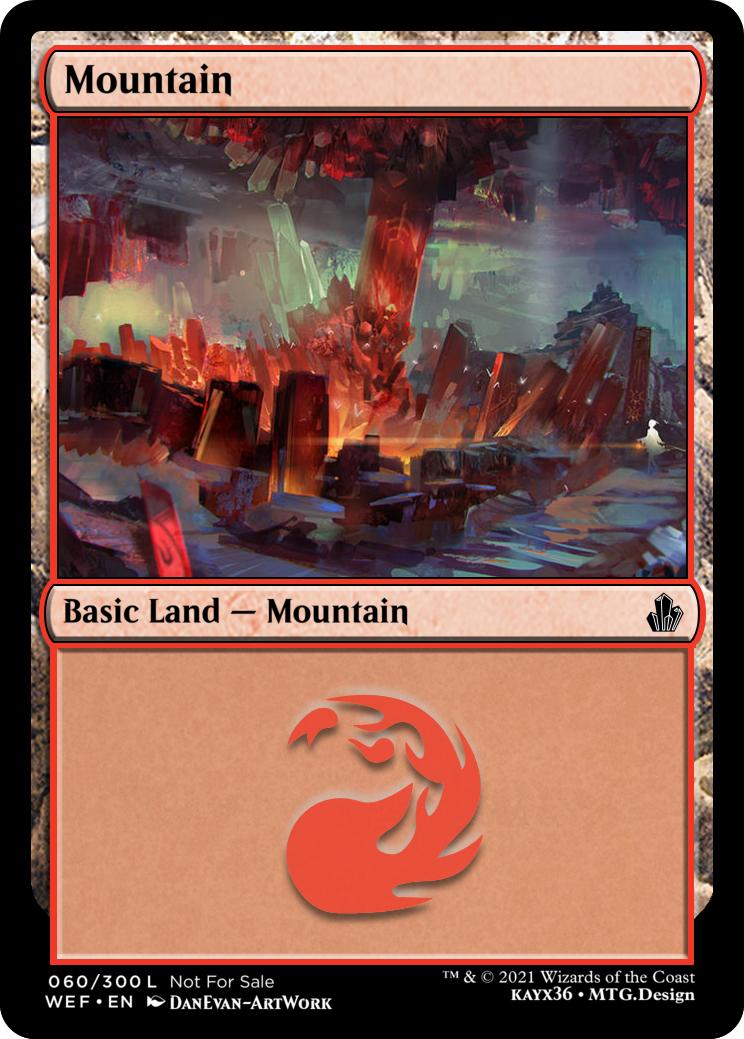 Mountain
Basic Land — Mountain
060/300 L Not For Sale
WEF • EN DanEvan-ArtWork
™ & © 2021 Wizards of the Coast
KAYX36 • MTG.Design